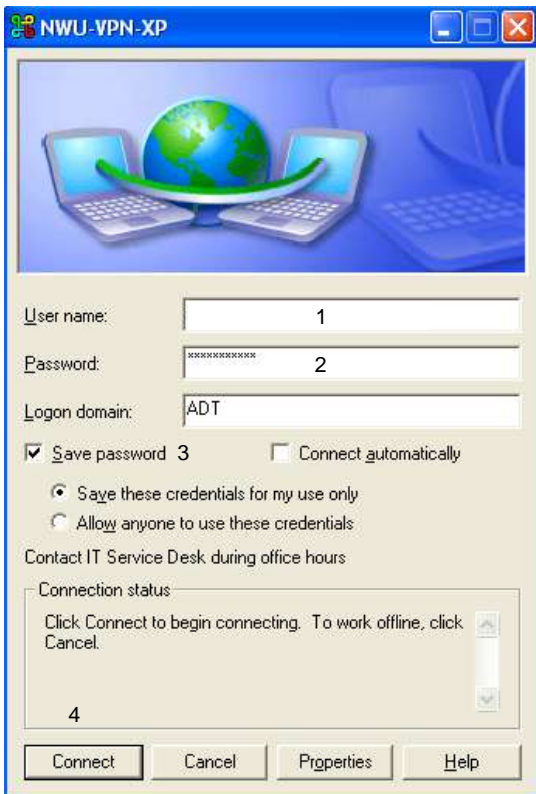 NWU-VPN-XP
User name: 1
Password: xxxxxxxxxxx 2
Logon domain: ADT
Save password 3 Connect automatically
Save these credentials for my use only
Allow anyone to use these credentials
Contact IT Service Desk during office hours
Connection status
Click Connect to begin connecting. To work offline, click
Cancel.
4
Connect Cancel Properties Help